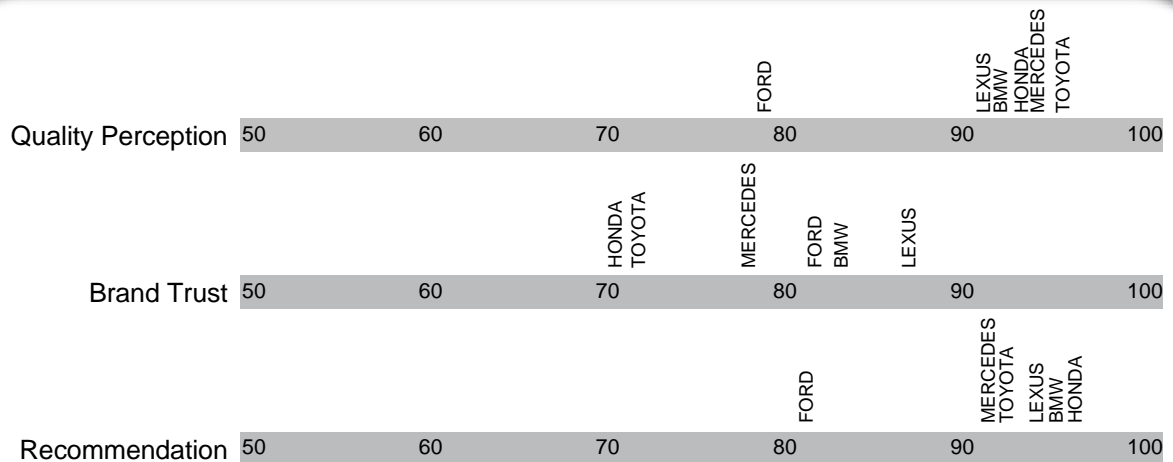 FORD LEXUS BMW HONDA MERCEDES TOYOTA
Quality Perception 50 60 70 80 90 100
HONDA TOYOTA MERCEDES FORD BMW LEXUS
Brand Trust 50 60 70 80 90 100
FORD MERCEDES TOYOTA LEXUS BMW HONDA
Recommendation 50 60 70 80 90 100